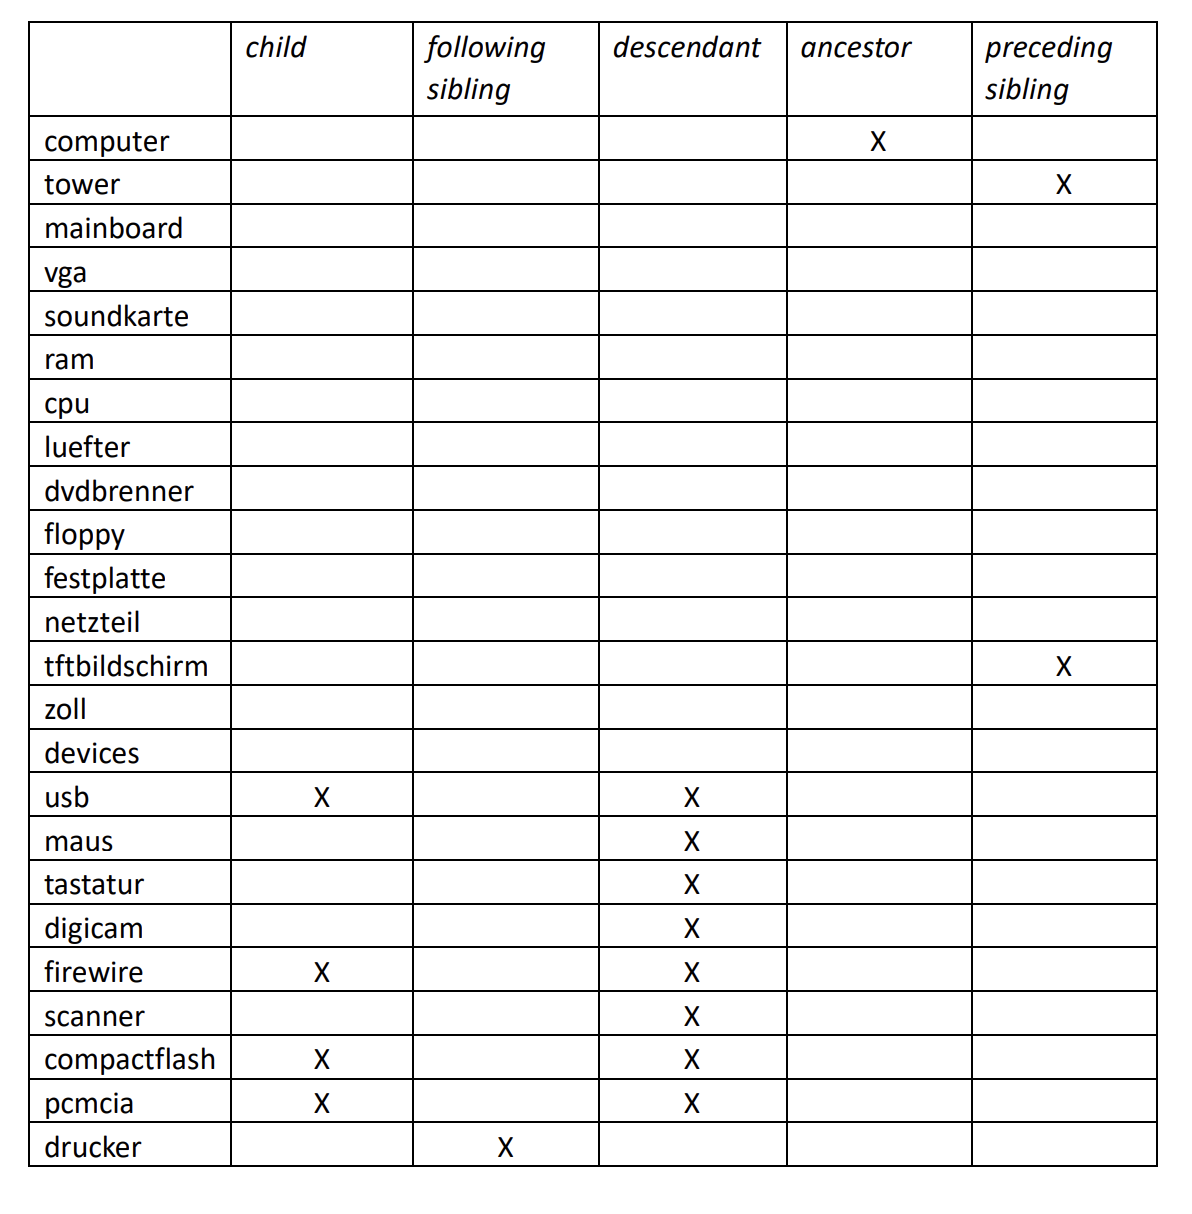 child following descendant ancestor preceding
sibling sibling
computer X
tower X
mainboard
vga
soundkarte
ram
cpu
luefter
dvdbrenner
floppy
festplatte
netzteil
tftbildschirm X
zoll
devices
usb X X
maus X
tastatur X
digicam X
firewire X X
scanner X
compactflash X X
pcmcia X X
drucker X